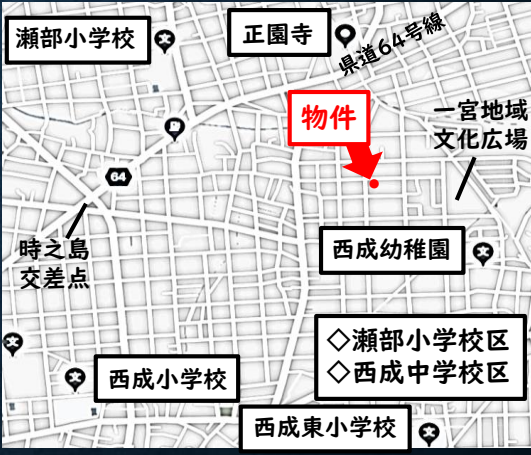 瀬部小学校
正園寺
県道64号線
物件
一宮地域
文化広場
64
時之島
交差点
西成幼稚園
◇瀬部小学校区
◇西成中学校区
西成小学校
西成東小学校